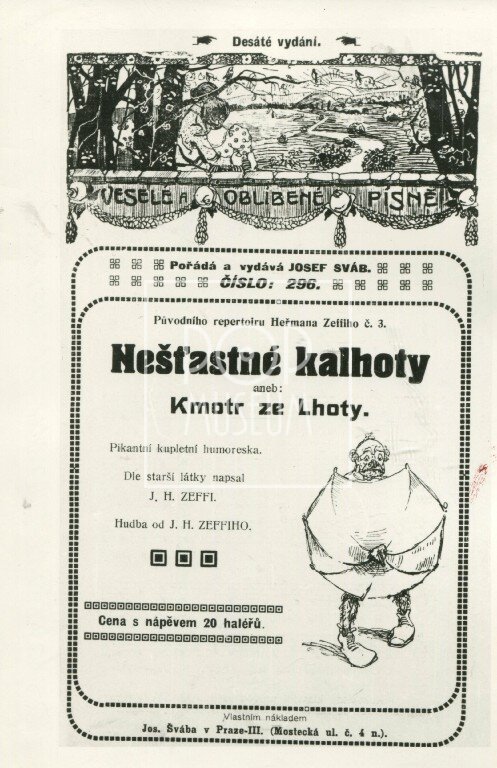 Desáté vydání.
VESELÉ A OBLÍBENÉ PÍSNĚ
Pořádá a vydává JOSEF ŠVÁB.
ČÍSLO: 296.
Původního repertoiru Heřmana Zeffiho č. 3.
Nešťastné kalhoty
aneb:
Kmotr ze Lhoty.
Pikantní kupletní humoreska.
Dle starší látky napsal
J. H. ZEFFI.
Hudba od J. H. ZEFFIHO.
Cena s nápěvem 20 haléřů.
Vlastním nákladem
Jos. Švába v Praze-III. (Mostecká ul. č. 4 n.).
POP
MUSEUM